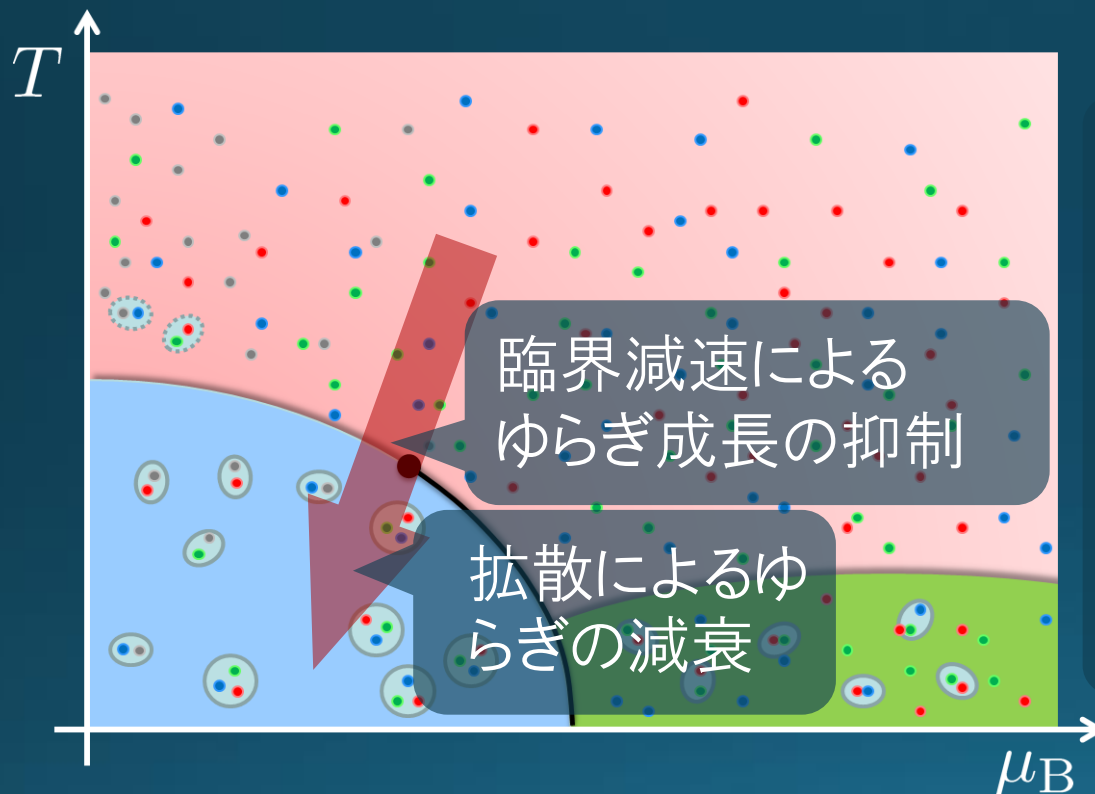 T
臨界減速による
ゆらぎ成長の抑制
拡散によるゆ
らぎの減衰
μB